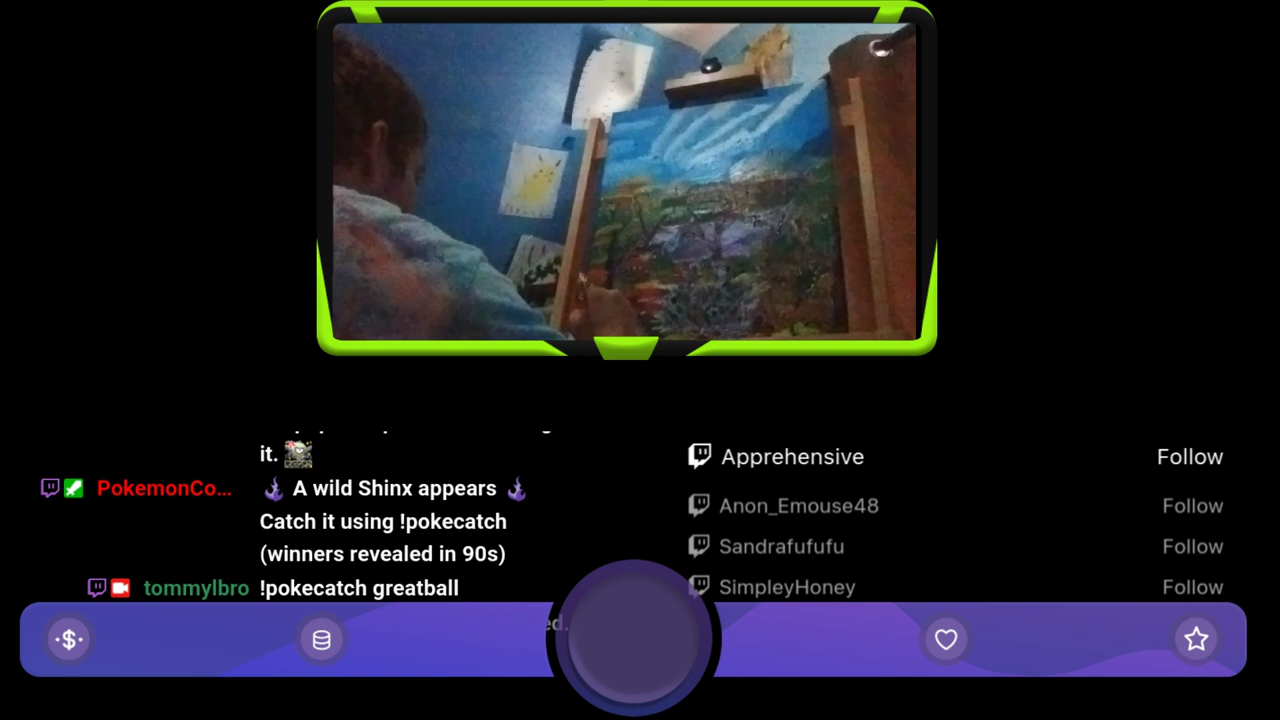 it.
PokemonCo... A wild Shinx appears
Catch it using !pokecatch
(winners revealed in 90s)
tommylbro !pokecatch greatball
ed.
Apprehensive Follow
Anon_Emouse48 Follow
Sandrafufufu Follow
SimpleyHoney Follow